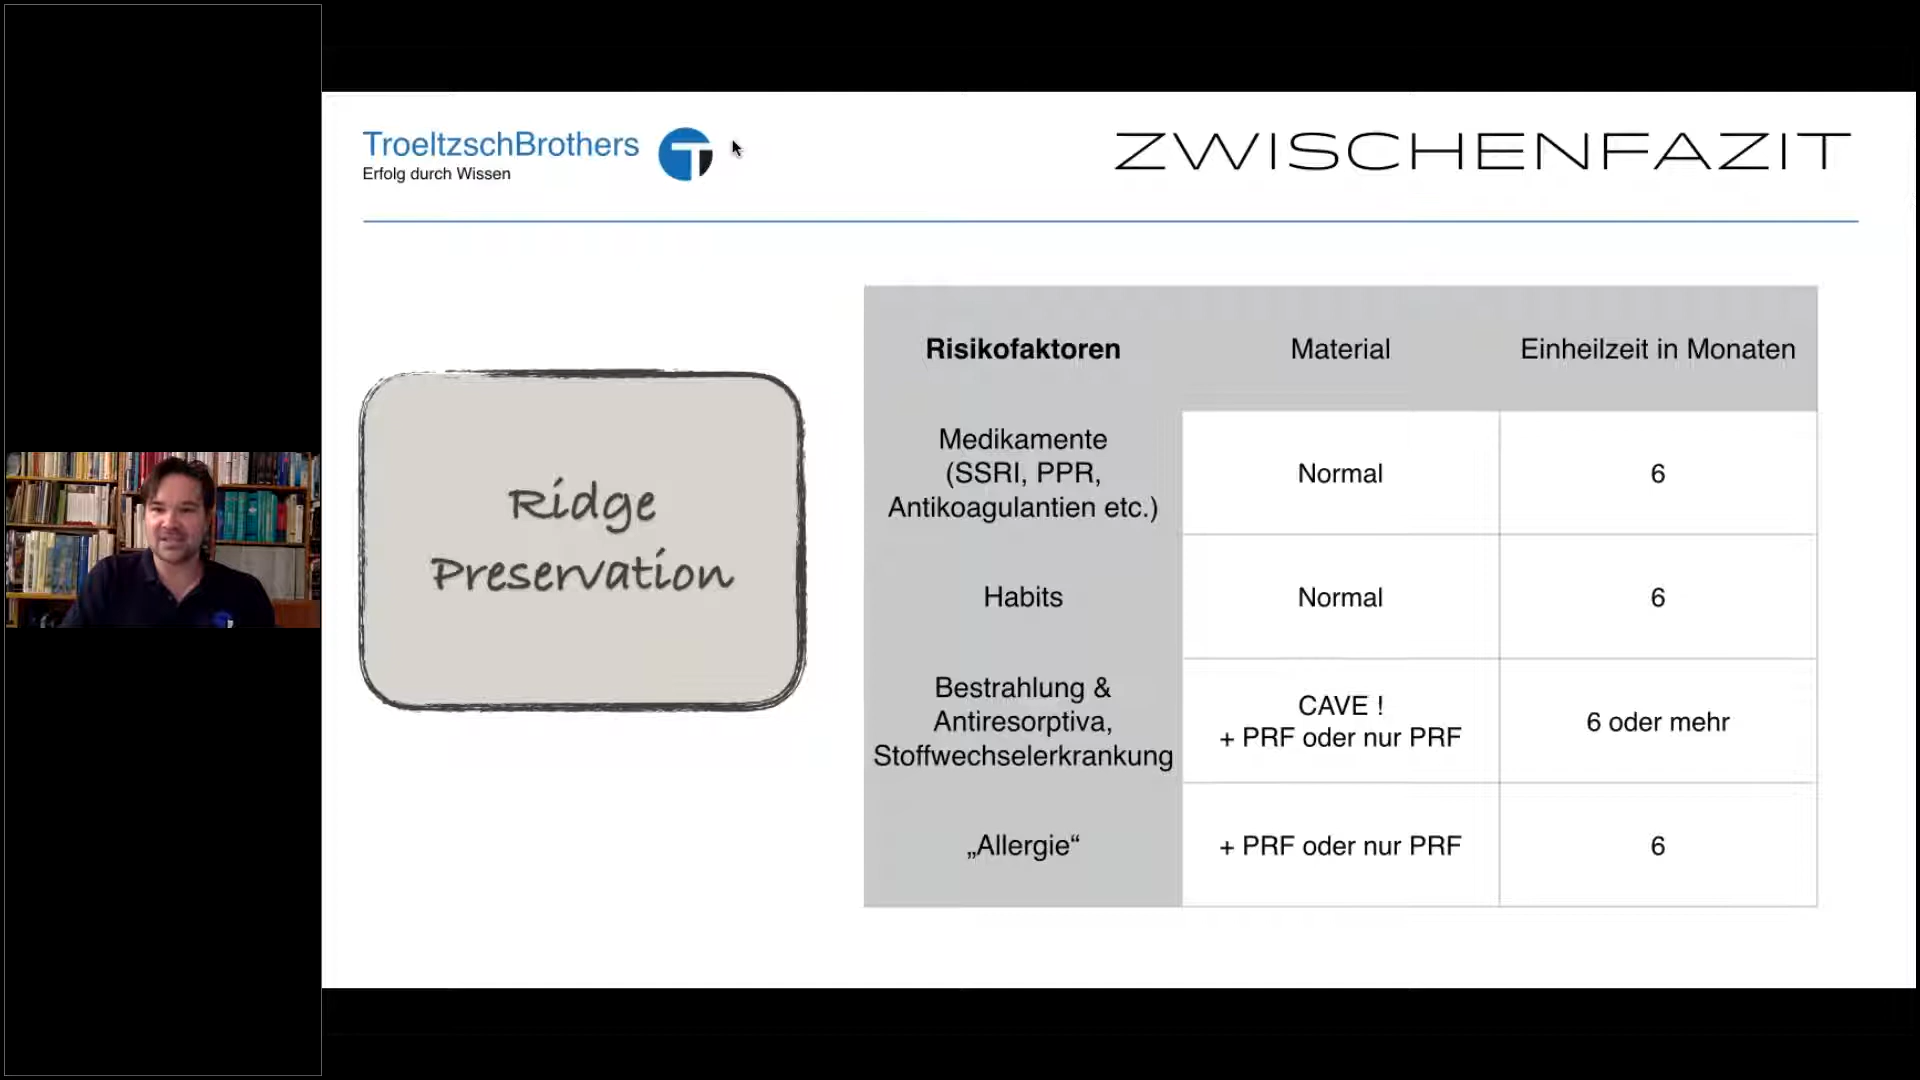 TroeltzschBrothers
Erfolg durch Wissen
ZWISCHENFAZIT
Ridge
Preservation
Risikofaktoren
Material
Einheilzeit in Monaten
Medikamente
(SSRI, PPR,
Antikoagulantien etc.)
Normal
6
Habits
Normal
6
Bestrahlung &
Antiresorptiva,
Stoffwechselerkrankung
CAVE !
+ PRF oder nur PRF
6 oder mehr
„Allergie“
+ PRF oder nur PRF
6